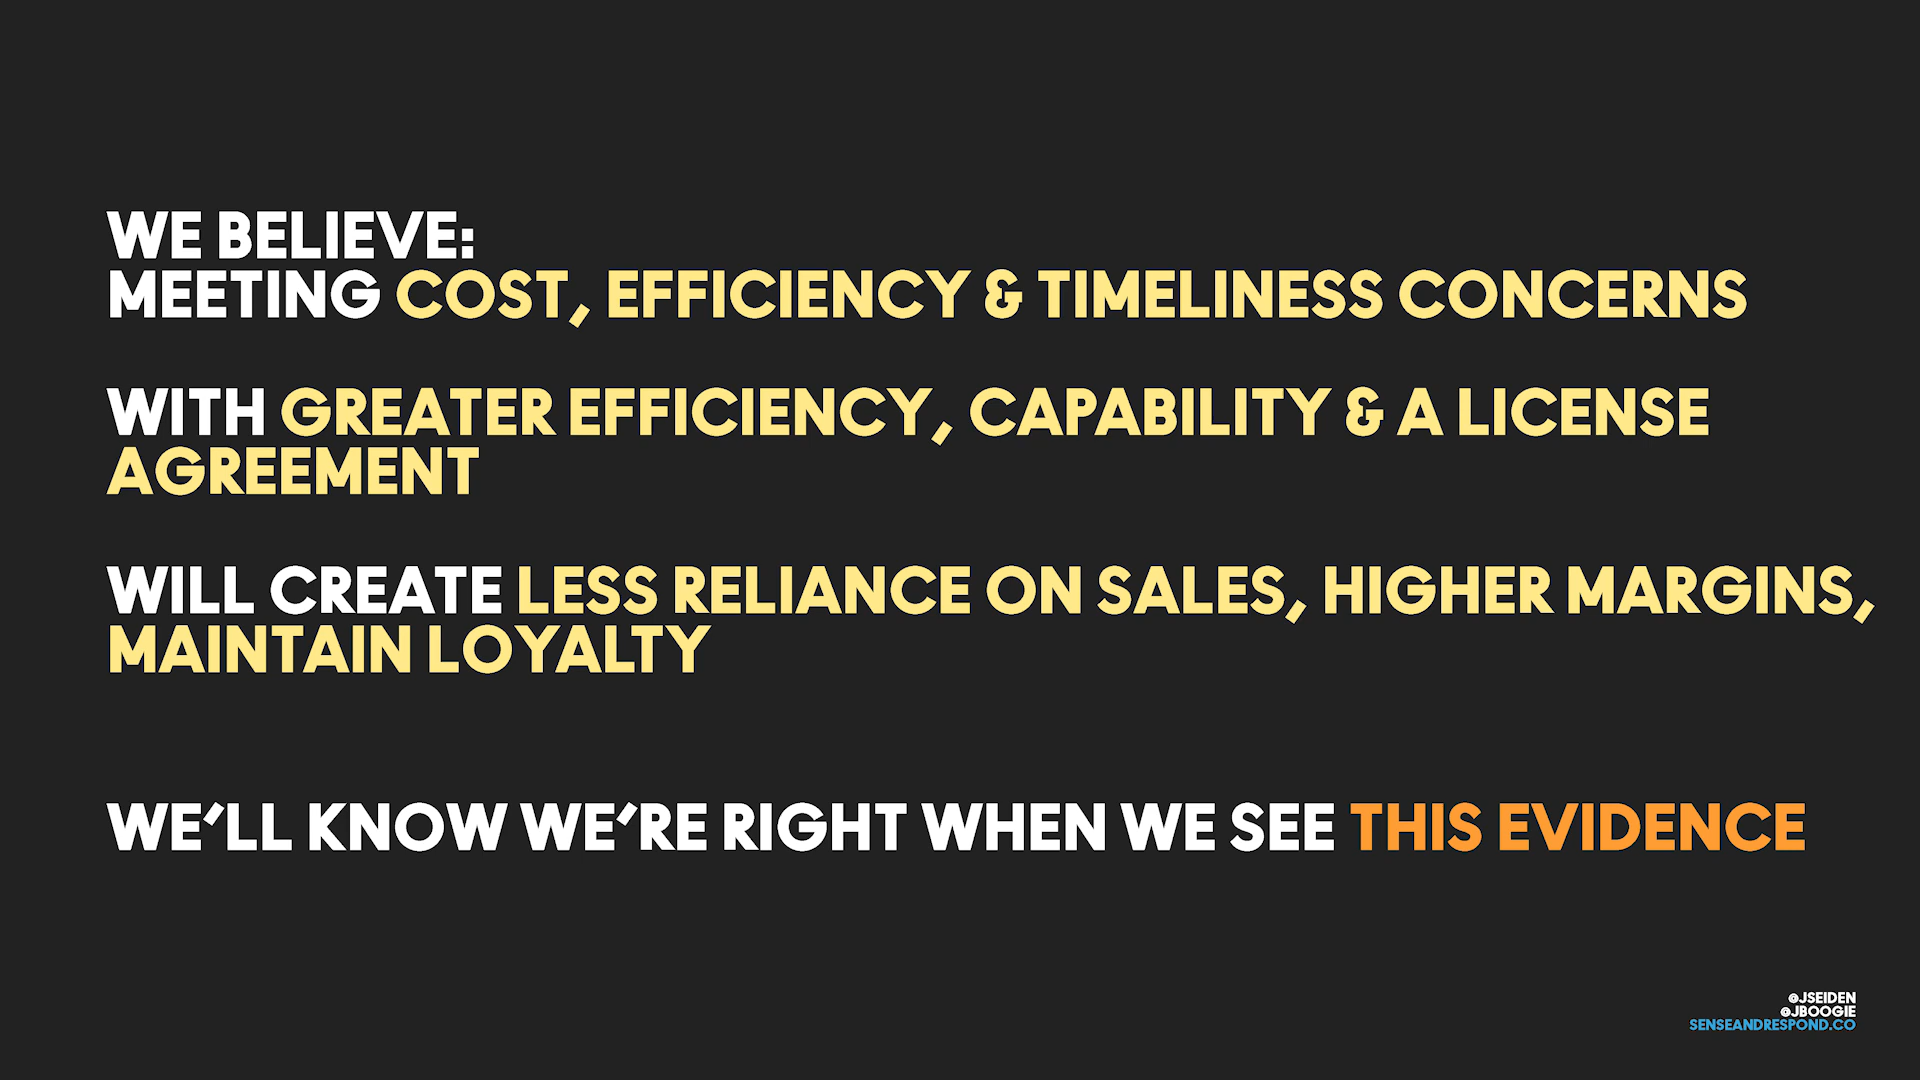 WE BELIEVE:
MEETING COST, EFFICIENCY & TIMELINESS CONCERNS
WITH GREATER EFFICIENCY, CAPABILITY & A LICENSE
AGREEMENT
WILL CREATE LESS RELIANCE ON SALES, HIGHER MARGINS,
MAINTAIN LOYALTY
WE’LL KNOW WE’RE RIGHT WHEN WE SEE THIS EVIDENCE
@JSEIDEN
@JBOOGIE
SENSEANDRESPOND.CO